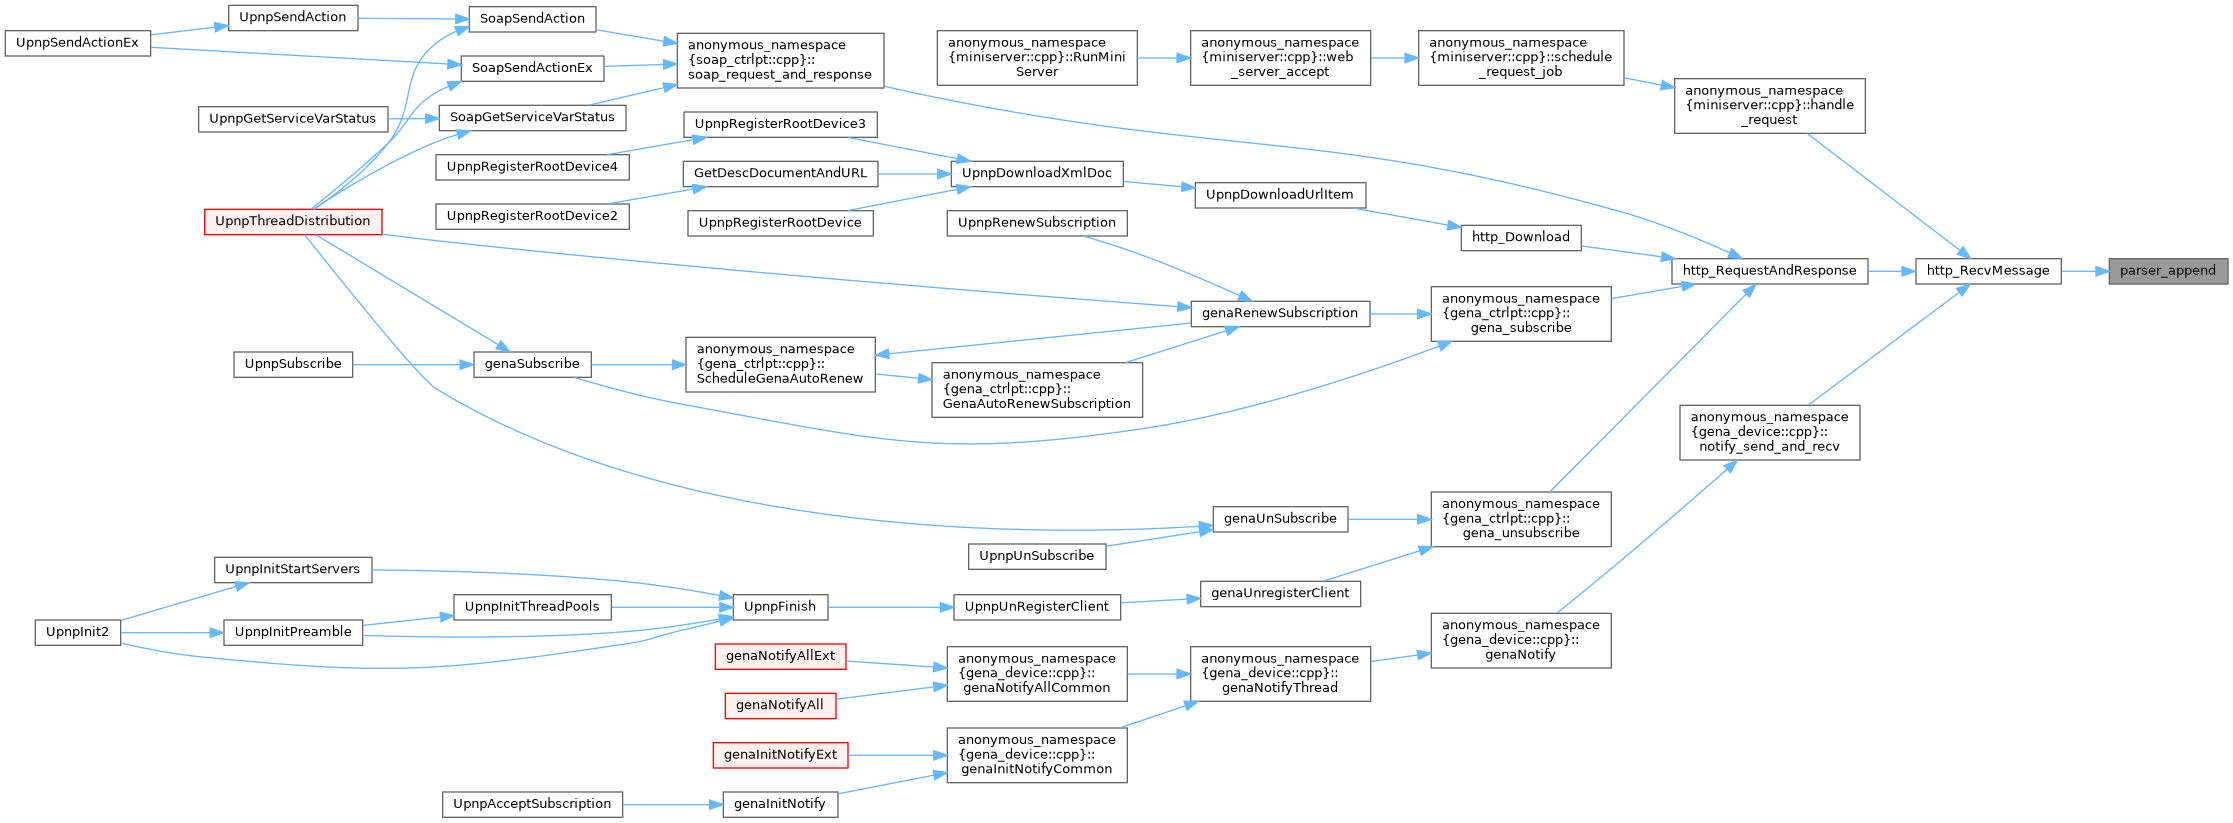 UpnpSendAction
SoapSendAction
UpnpSendActionEx
SoapSendActionEx
anonymous_namespace
{soap_ctrlpt::cpp}::
soap_request_and_response
anonymous_namespace
{miniserver::cpp}::RunMini
Server
anonymous_namespace
{miniserver::cpp}::web
_server_accept
anonymous_namespace
{miniserver::cpp}::schedule
_request_job
anonymous_namespace
{miniserver::cpp}::handle
_request
UpnpGetServiceVarStatus
SoapGetServiceVarStatus
UpnpRegisterRootDevice3
UpnpRegisterRootDevice4
GetDescDocumentAndURL
UpnpDownloadXmlDoc
UpnpDownloadUrlItem
UpnpThreadDistribution
UpnpRegisterRootDevice2
UpnpRegisterRootDevice
UpnpRenewSubscription
http_Download
http_RequestAndResponse
http_RecvMessage
parser_append
genaRenewSubscription
anonymous_namespace
{gena_ctrlpt::cpp}::
gena_subscribe
UpnpSubscribe
genaSubscribe
anonymous_namespace
{gena_ctrlpt::cpp}::
ScheduleGenaAutoRenew
anonymous_namespace
{gena_ctrlpt::cpp}::
GenaAutoRenewSubscription
anonymous_namespace
{gena_device::cpp}::
notify_send_and_recv
genaUnSubscribe
anonymous_namespace
{gena_ctrlpt::cpp}::
gena_unsubscribe
UpnpUnSubscribe
UpnpInitStartServers
genaUnregisterClient
UpnpInitThreadPools
UpnpFinish
UpnpUnRegisterClient
UpnpInit2
UpnpInitPreamble
anonymous_namespace
{gena_device::cpp}::
genaNotify
genaNotifyAllExt
anonymous_namespace
{gena_device::cpp}::
genaNotifyAllCommon
anonymous_namespace
{gena_device::cpp}::
genaNotifyThread
genaNotifyAll
genaInitNotifyExt
anonymous_namespace
{gena_device::cpp}::
genaInitNotifyCommon
UpnpAcceptSubscription
genaInitNotify